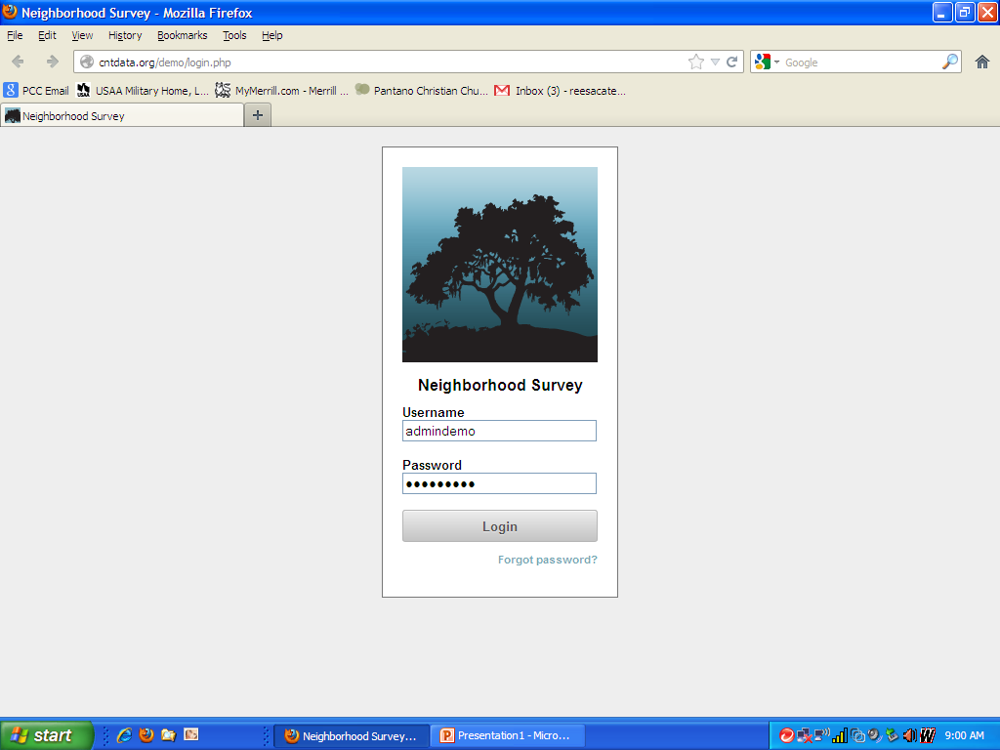 Neighborhood Survey - Mozilla Firefox
File Edit View History Bookmarks Tools Help
cntdata.org/demo/login.php
Google
PCC Email USAA Military Home, L... MyMerrill.com - Merrill ... Pantano Christian Chu... Inbox (3) - reesacate...
Neighborhood Survey
Neighborhood Survey
Username
admindemo
Password
●●●●●●●●●
Login
Forgot password?
start Neighborhood Survey... Presentation1 - Micro... 9:00 AM